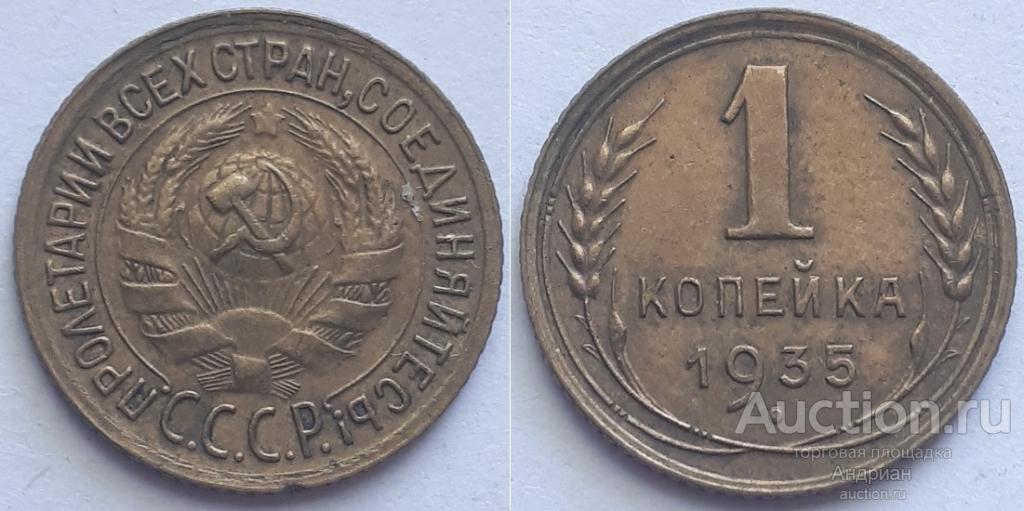 ПРОЛЕТАРИИ ВСЕХ СТРАН, СОЕДИНЯЙТЕСЬ!
С.С.С.Р.
1
КОПЕЙКА
1935
Auction.ru
торговая площадка
Андриан
auction.ru